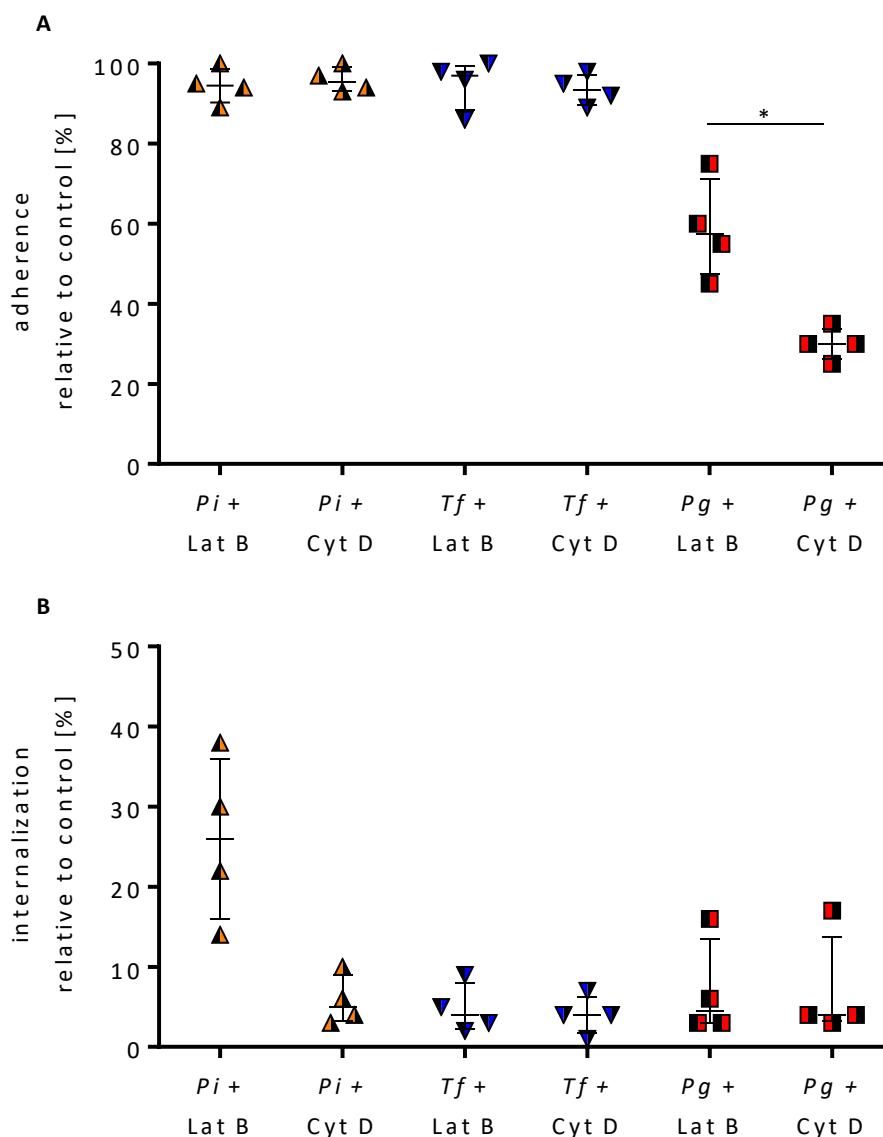 A
adherence
relative to control [%]
100
80
60
40
20
0
*
Pi + Lat B
Pi + Cyt D
Tf + Lat B
Tf + Cyt D
Pg + Lat B
Pg + Cyt D
B
internalization
relative to control [%]
50
40
30
20
10
0
Pi + Lat B
Pi + Cyt D
Tf + Lat B
Tf + Cyt D
Pg + Lat B
Pg + Cyt D